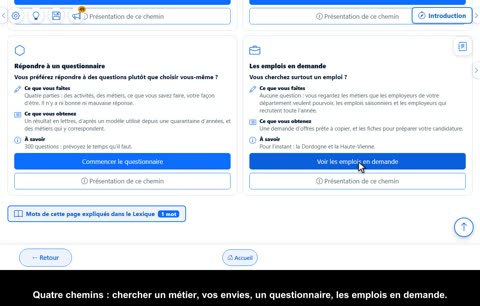 Présentation de ce chemin
Présentation de ce chemin
Introduction
Répondre à un questionnaire
Vous préférez répondre à des questions plutôt que choisir vous-même ?
Ce que vous faites
Quatre parties : des activités, des métiers, ce que vous savez faire, votre façon
d'être. Il n'y a ni bonne ni mauvaise réponse.
Ce que vous obtenez
Un résultat en lettres, d'après un modèle utilisé depuis une quarantaine d'années, et
des métiers qui y correspondent.
À savoir
300 questions : prévoyez le temps qu'il faut.
Commencer le questionnaire
Présentation de ce chemin
Les emplois en demande
Vous cherchez surtout un emploi ?
Ce que vous faites
Aucune question : vous regardez les métiers que les employeurs de votre
département veulent pourvoir, les emplois saisonniers et les employeurs qui
recrutent toute l'année.
Ce que vous obtenez
Une demande d'offres prête à copier, et les fiches pour préparer votre candidature.
À savoir
Pour l'instant : la Dordogne et la Haute-Vienne.
Voir les emplois en demande
Présentation de ce chemin
Mots de cette page expliqués dans le Lexique 1 mot
← Retour
Accueil
Quatre chemins : chercher un métier, vos envies, un questionnaire, les emplois en demande.